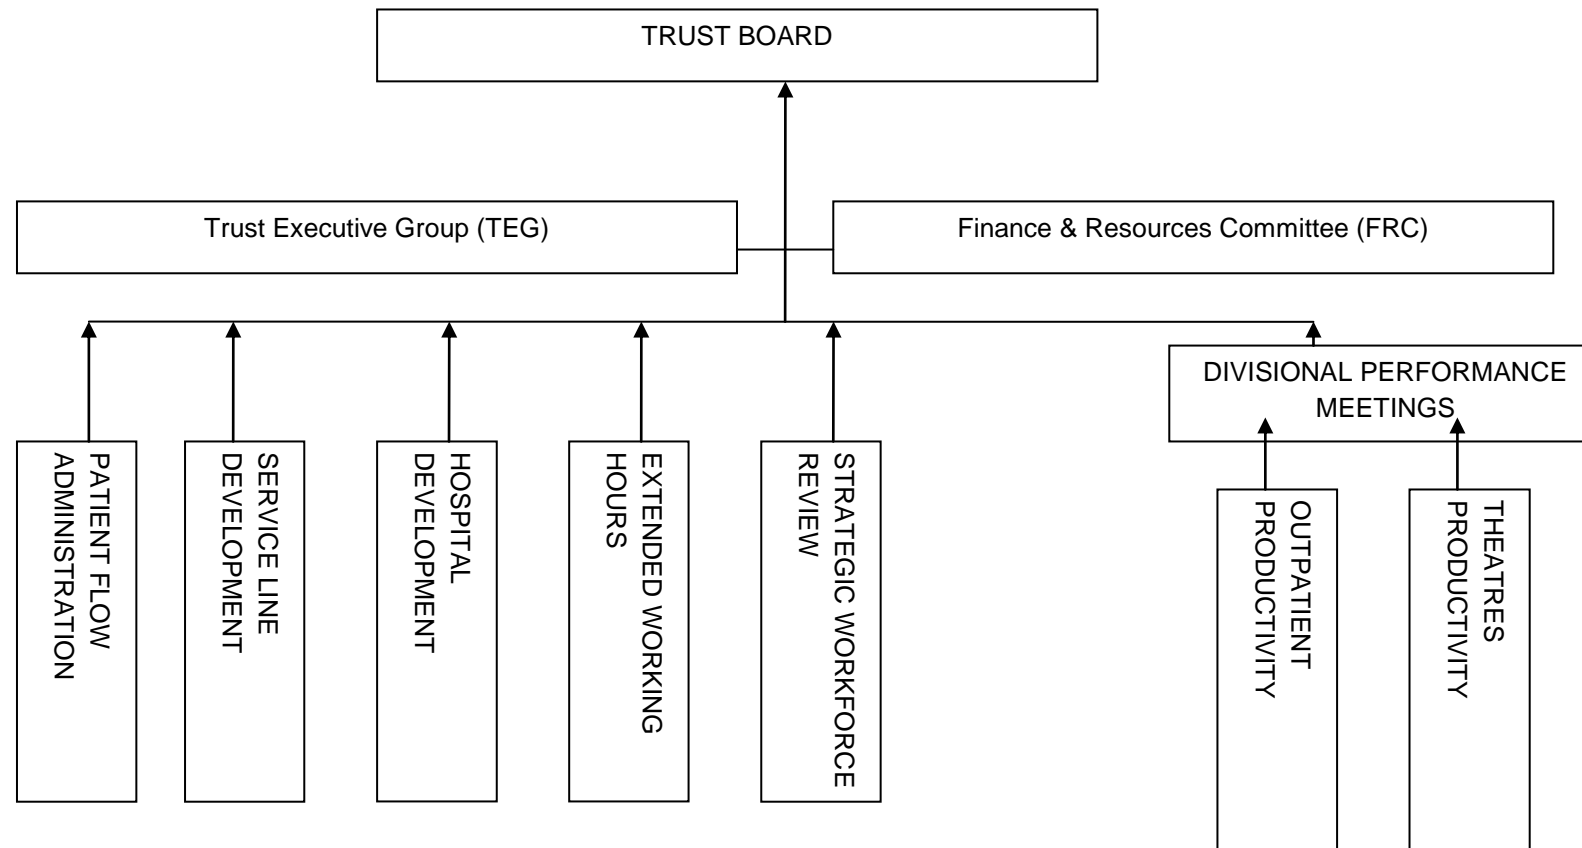 TRUST BOARD
Trust Executive Group (TEG)
Finance & Resources Committee (FRC)
DIVISIONAL PERFORMANCE
MEETINGS
PATIENT FLOW
ADMINISTRATION
SERVICE LINE
DEVELOPMENT
HOSPITAL
DEVELOPMENT
EXTENDED WORKING
HOURS
STRATEGIC WORKFORCE
REVIEW
OUTPATIENT
PRODUCTIVITY
THEATRES
PRODUCTIVITY